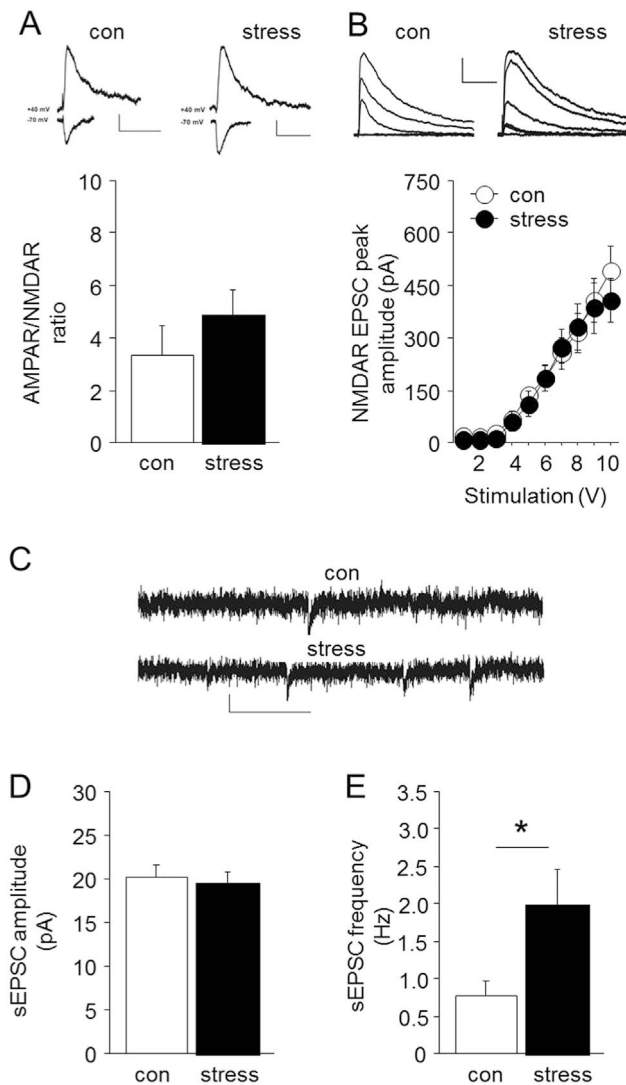 A
con
stress
+40 mV
-70 mV
+40 mV
-70 mV
10
8
6
4
2
0
AMPAR/NMDAR
ratio
con
stress
B
con
stress
con
stress
750
600
450
300
150
0
NMDAR EPSC peak
amplitude (pA)
2
4
6
8
10
Stimulation (V)
C
con
stress
D
30
25
20
15
10
5
0
sEPSC amplitude
(pA)
con
stress
E
3.5
3.0
2.5
2.0
1.5
1.0
0.5
0
sEPSC frequency
(Hz)
*
con
stress